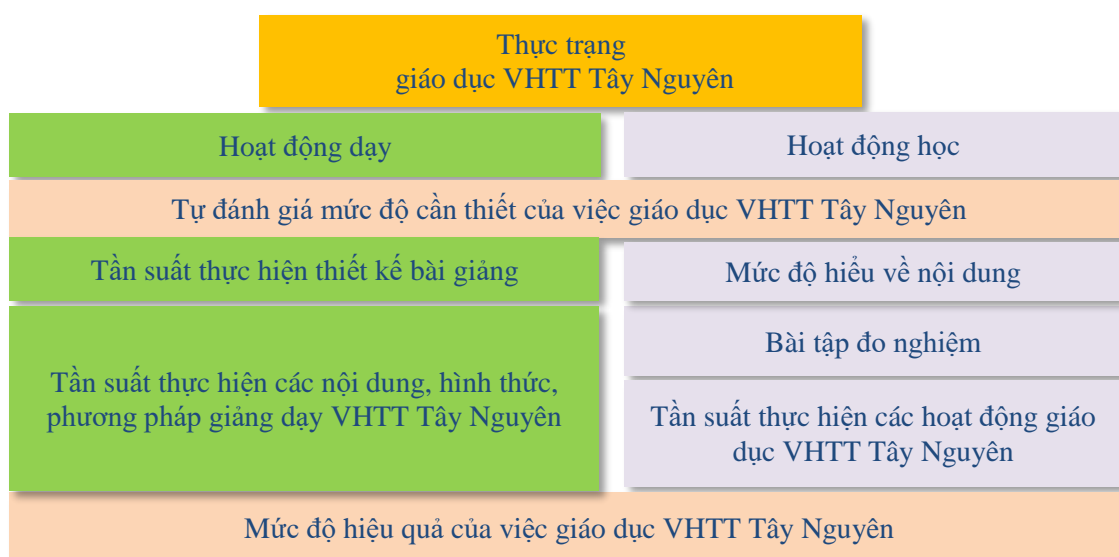 Thực trạng
giáo dục VHTT Tây Nguyên
Hoạt động dạy
Hoạt động học
Tự đánh giá mức độ cần thiết của việc giáo dục VHTT Tây Nguyên
Tần suất thực hiện thiết kế bài giảng
Mức độ hiểu về nội dung
Tần suất thực hiện các nội dung, hình thức,
phương pháp giảng dạy VHTT Tây Nguyên
Bài tập đo nghiệm
Tần suất thực hiện các hoạt động giáo
dục VHTT Tây Nguyên
Mức độ hiệu quả của việc giáo dục VHTT Tây Nguyên